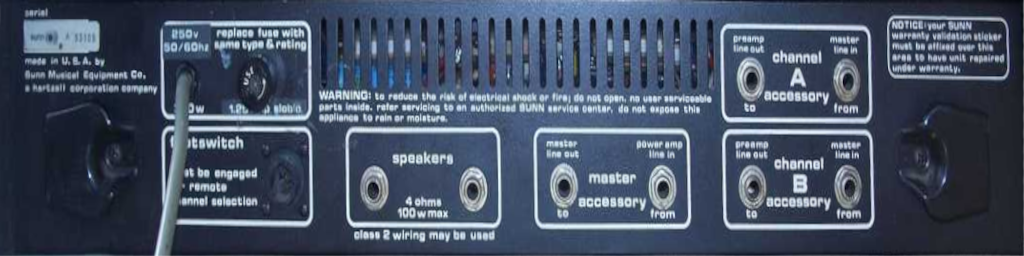 serial
sunn
made in U.S.A. by
Sunn Musical Equipment Co.
a hartzell corporation company
250v
50/60hz
replace fuse with
same type & rating
footswitch
must be engaged
remote
channel selection
WARNING: to reduce the risk of electrical shock or fire; do not open. no user serviceable
parts inside. refer servicing to an authorized SUNN service center. do not expose this
appliance to rain or moisture.
speakers
4 ohms
100w max
class 2 wiring may be used
master
line out
power amp
line in
master
accessory
to
from
preamp
line out
master
line in
channel
A
accessory
to
from
preamp
line out
master
line in
channel
B
accessory
to
from
NOTICE: your SUNN
warranty validation sticker
must be affixed over this
area to have unit repaired
under warranty.